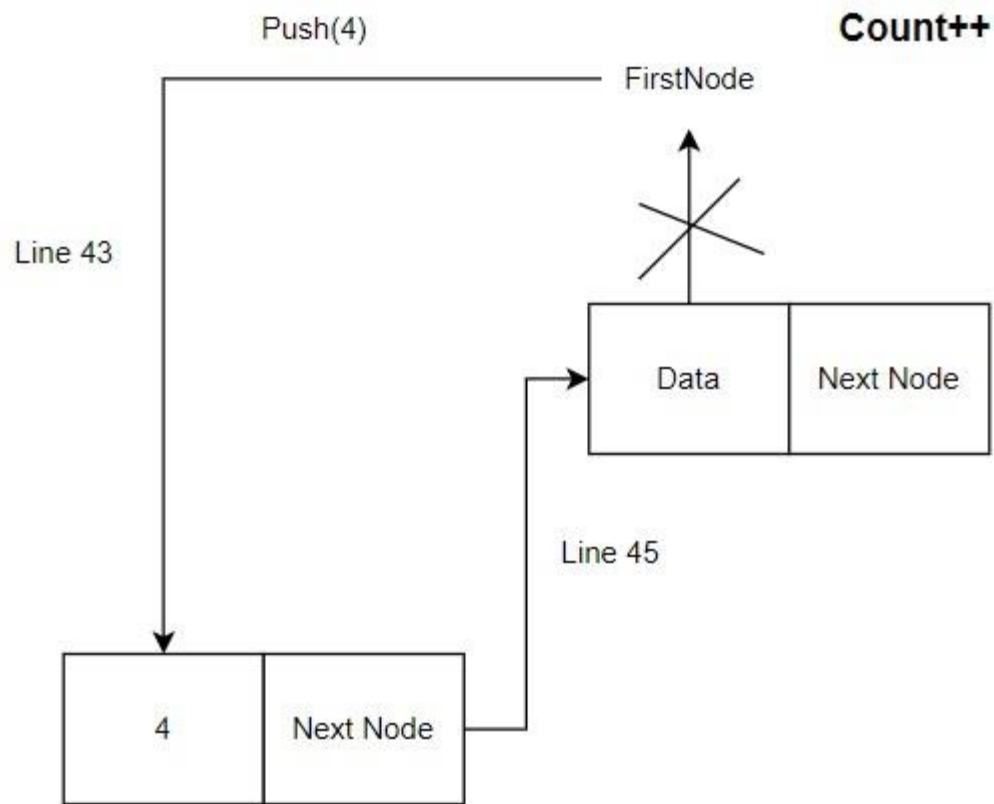 Push(4)
Count++
FirstNode
Line 43
Data
Next Node
Line 45
4
Next Node